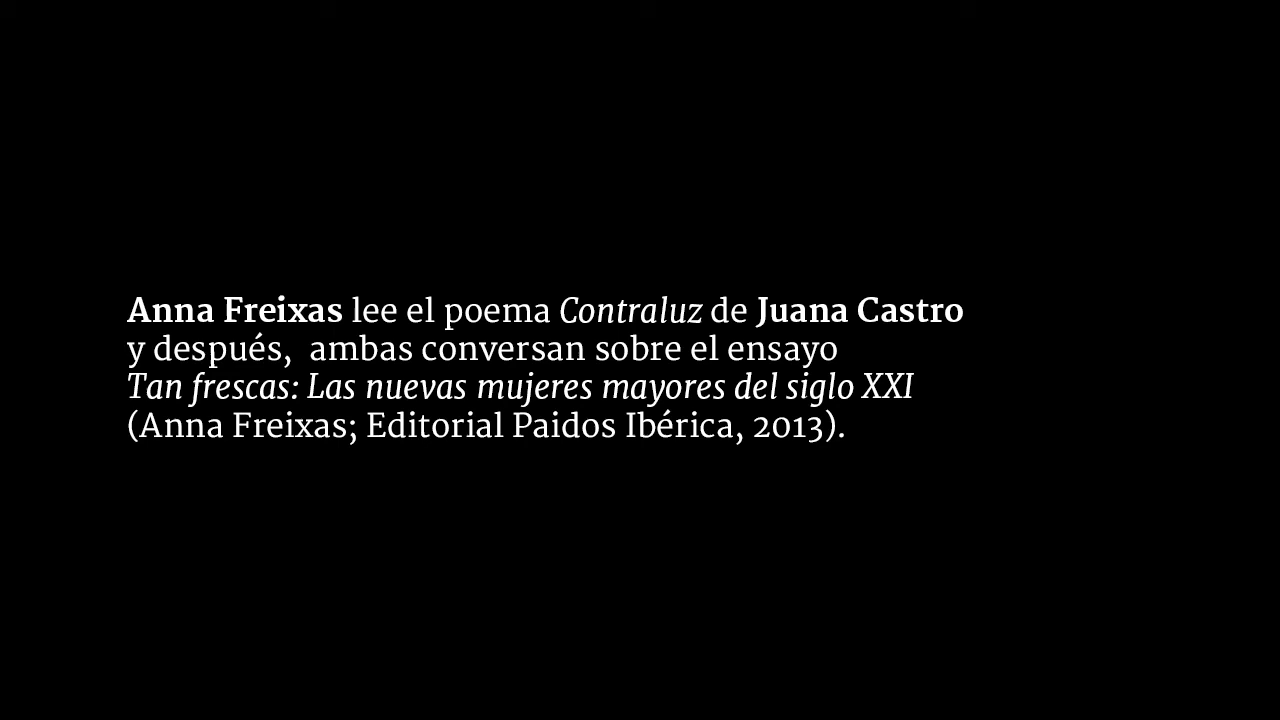 Anna Freixas lee el poema Contraluz de Juana Castro
y después,  ambas conversan sobre el ensayo
Tan frescas: Las nuevas mujeres mayores del siglo XXI
(Anna Freixas; Editorial Paidos Ibérica, 2013).